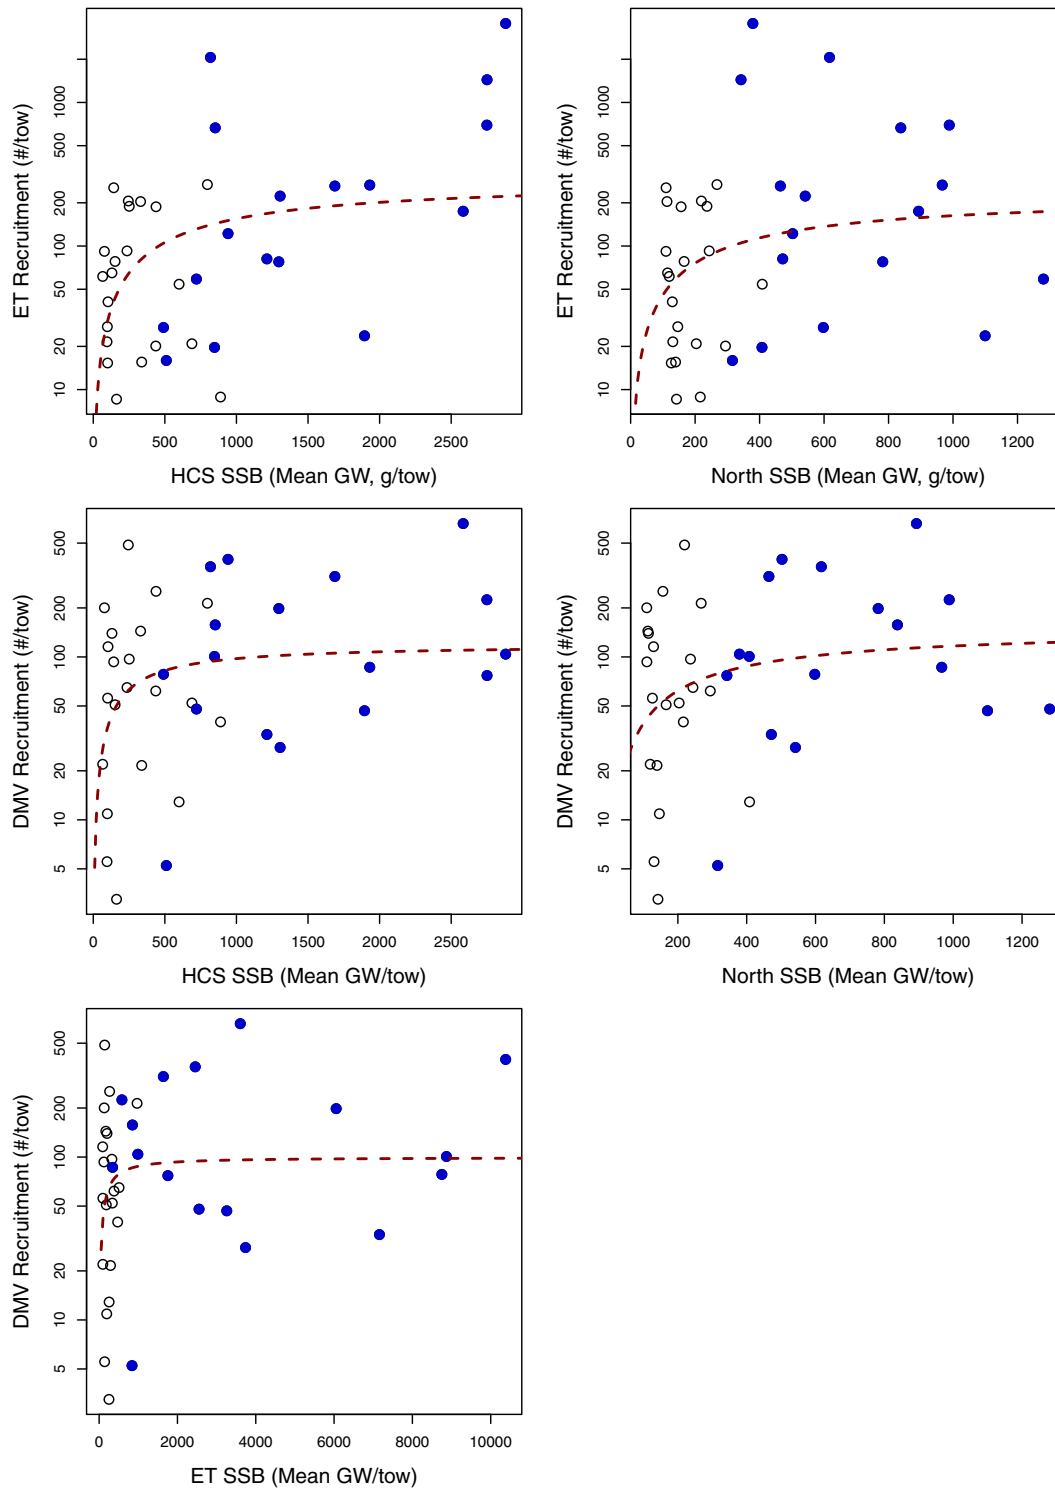 ET Recruitment (#/tow)
10 20 50 100 200 500 1000
0 500 1000 1500 2000 2500
HCS SSB (Mean GW, g/tow)
ET Recruitment (#/tow)
10 20 50 100 200 500 1000
0 200 400 600 800 1000 1200
North SSB (Mean GW, g/tow)
DMV Recruitment (#/tow)
5 10 20 50 100 200 500
0 500 1000 1500 2000 2500
HCS SSB (Mean GW/tow)
DMV Recruitment (#/tow)
5 10 20 50 100 200 500
200 400 600 800 1000 1200
North SSB (Mean GW/tow)
DMV Recruitment (#/tow)
5 10 20 50 100 200 500
0 2000 4000 6000 8000 10000
ET SSB (Mean GW/tow)